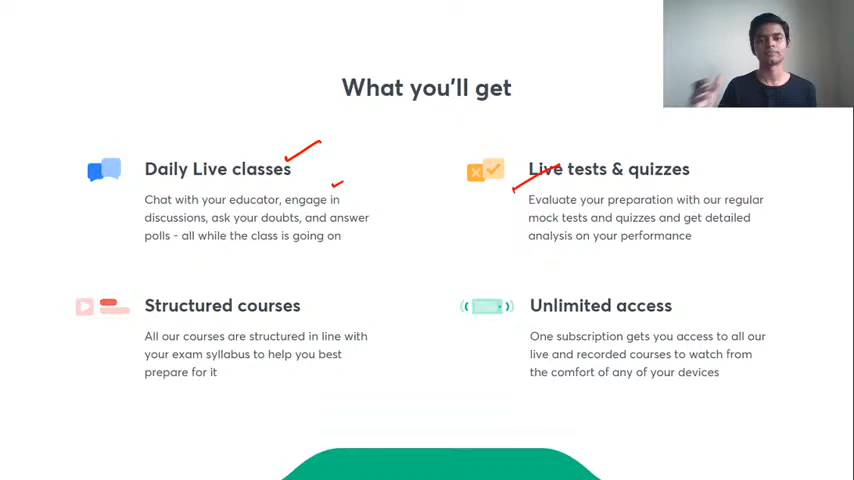 What you'll get
Daily Live classes
Chat with your educator, engage in
discussions, ask your doubts, and answer
polls - all while the class is going on
Live tests & quizzes
Evaluate your preparation with our regular
mock tests and quizzes and get detailed
analysis on your performance
Structured courses
All our courses are structured in line with
your exam syllabus to help you best
prepare for it
Unlimited access
One subscription gets you access to all our
live and recorded courses to watch from
the comfort of any of your devices